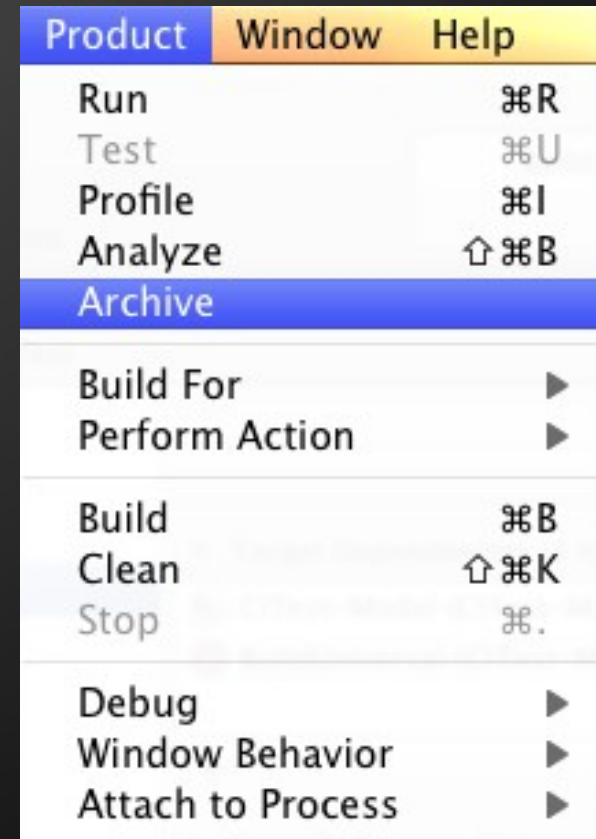 Product Window Help
Run ⌘R
Test ⌘U
Profile ⌘I
Analyze ⇧⌘B
Archive
Build For ▶
Perform Action ▶
Build ⌘B
Clean ⇧⌘K
Stop ⌘.
Debug ▶
Window Behavior ▶
Attach to Process ▶